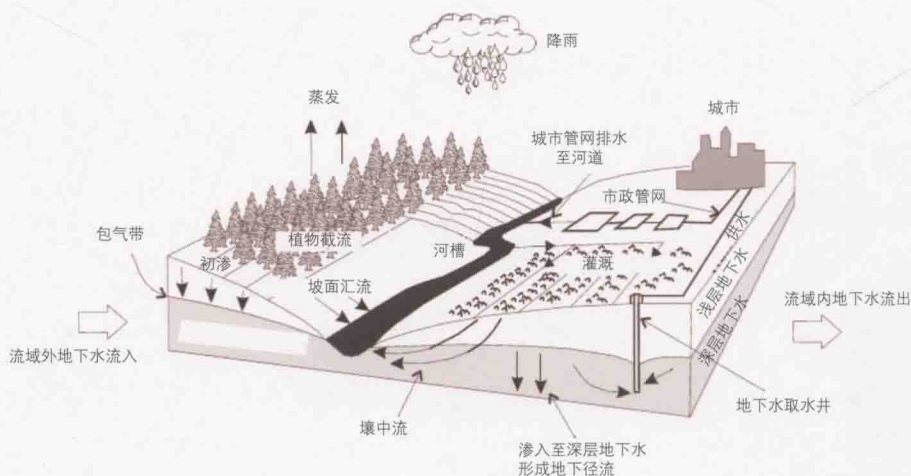 降雨
蒸发
城市
城市管网排水
至河道
市政管网
包气带
初渗
植物截流
河槽
灌溉
供水
坡面汇流
浅层地下水
深层地下水
流域外地下水流入
流域内地下水流出
地下水取水井
壤中流
渗入至深层地下水
形成地下径流